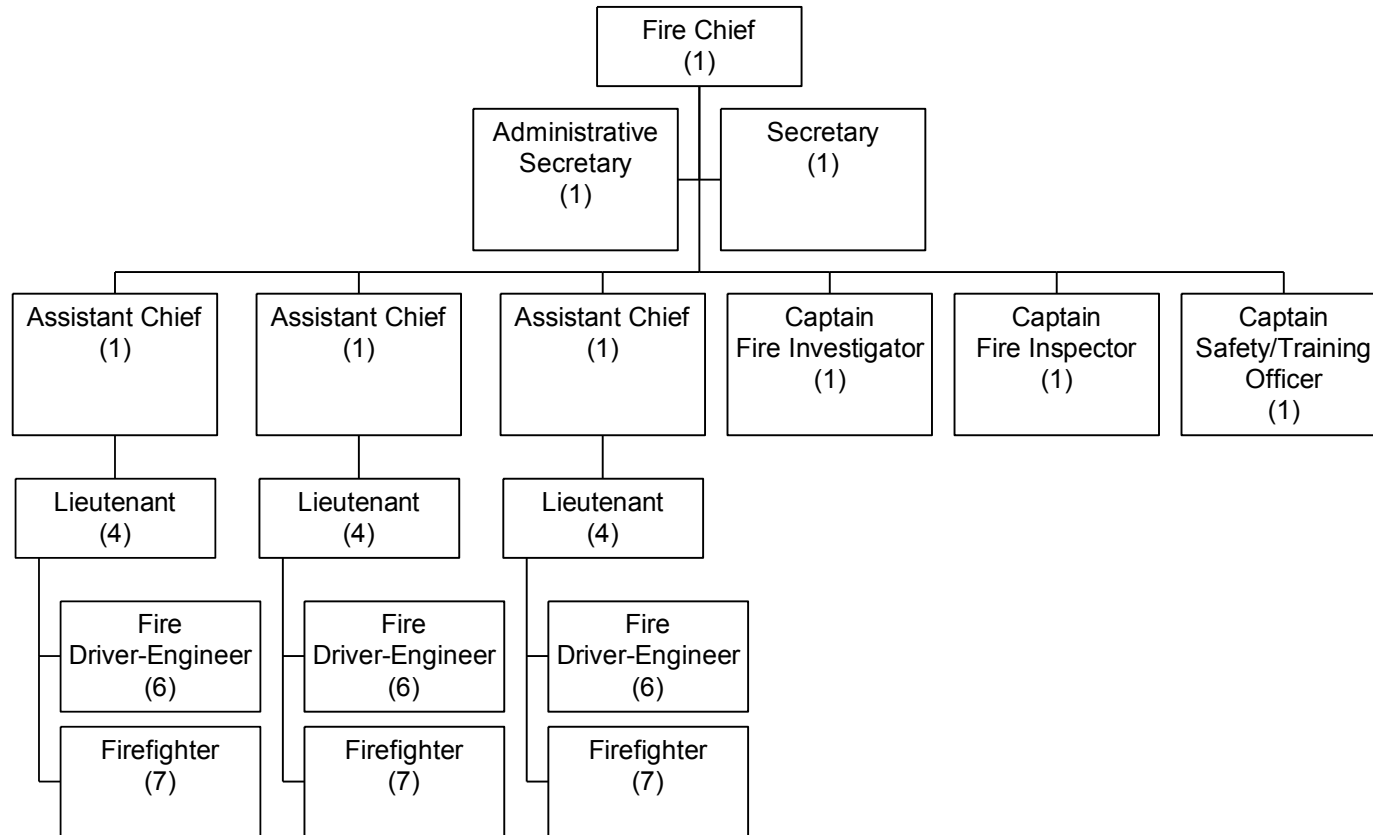 Fire Chief
(1)
Administrative
Secretary
(1)
Secretary
(1)
Assistant Chief
(1)
Assistant Chief
(1)
Assistant Chief
(1)
Captain
Fire Investigator
(1)
Captain
Fire Inspector
(1)
Captain
Safety/Training
Officer
(1)
Lieutenant
(4)
Lieutenant
(4)
Lieutenant
(4)
Fire
Driver-Engineer
(6)
Fire
Driver-Engineer
(6)
Fire
Driver-Engineer
(6)
Firefighter
(7)
Firefighter
(7)
Firefighter
(7)